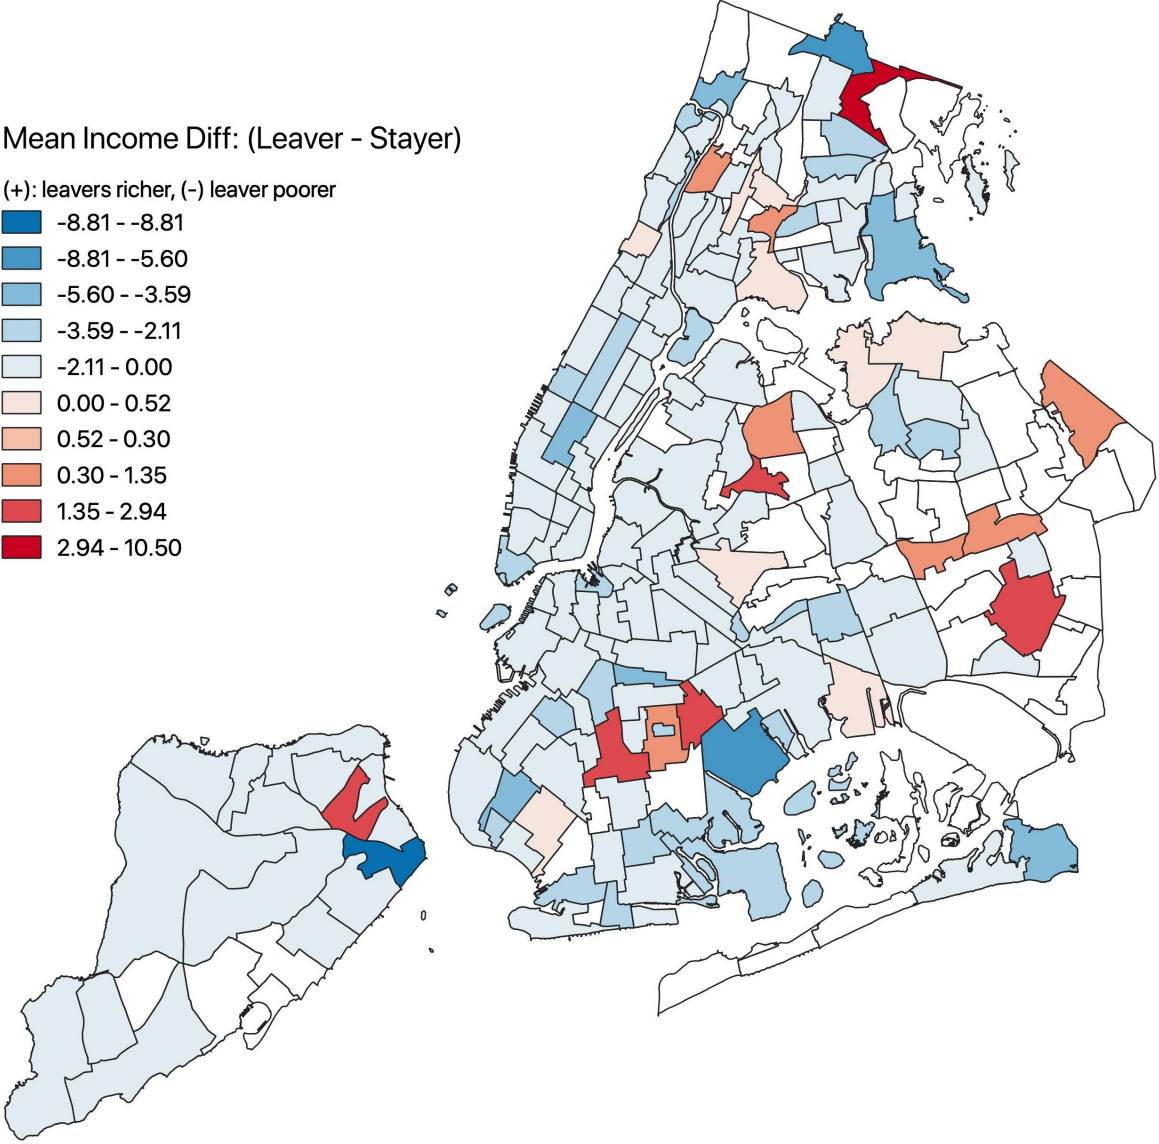 Mean Income Diff: (Leaver - Stayer)
(+): leavers richer, (-) leaver poorer
-8.81 - -8.81
-8.81 - -5.60
-5.60 - -3.59
-3.59 - -2.11
-2.11 - 0.00
0.00 - 0.52
0.52 - 0.30
0.30 - 1.35
1.35 - 2.94
2.94 - 10.50